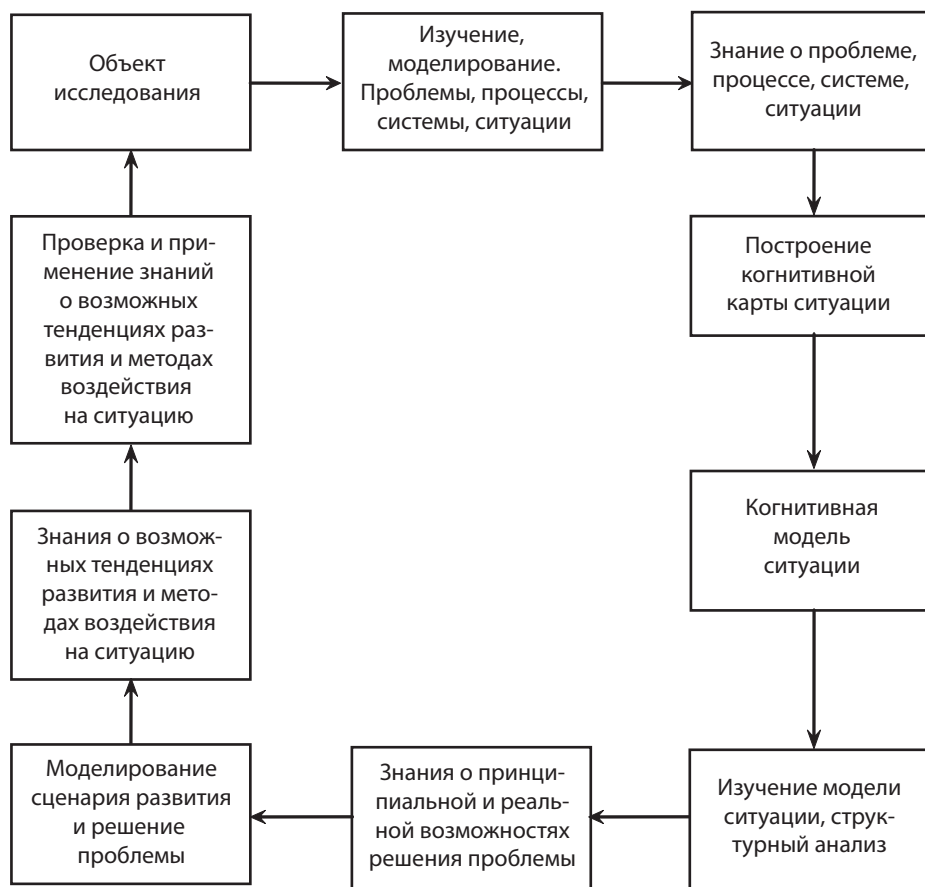 Объект
исследования
Изучение,
моделирование.
Проблемы, процессы,
системы, ситуации
Знание о проблеме,
процессе, системе,
ситуации
Построение
когнитивной
карты ситуации
Когнитивная
модель
ситуации
Изучение модели
ситуации, струк-
турный анализ
Знания о принци-
пиальной и реаль-
ной возможностях
решения проблемы
Моделирование
сценария развития
и решение
проблемы
Знания о возмож-
ных тенденциях
развития и мето-
дах воздействия
на ситуацию
Проверка и при-
менение знаний
о возможных
тенденциях раз-
вития и методах
воздействия
на ситуацию